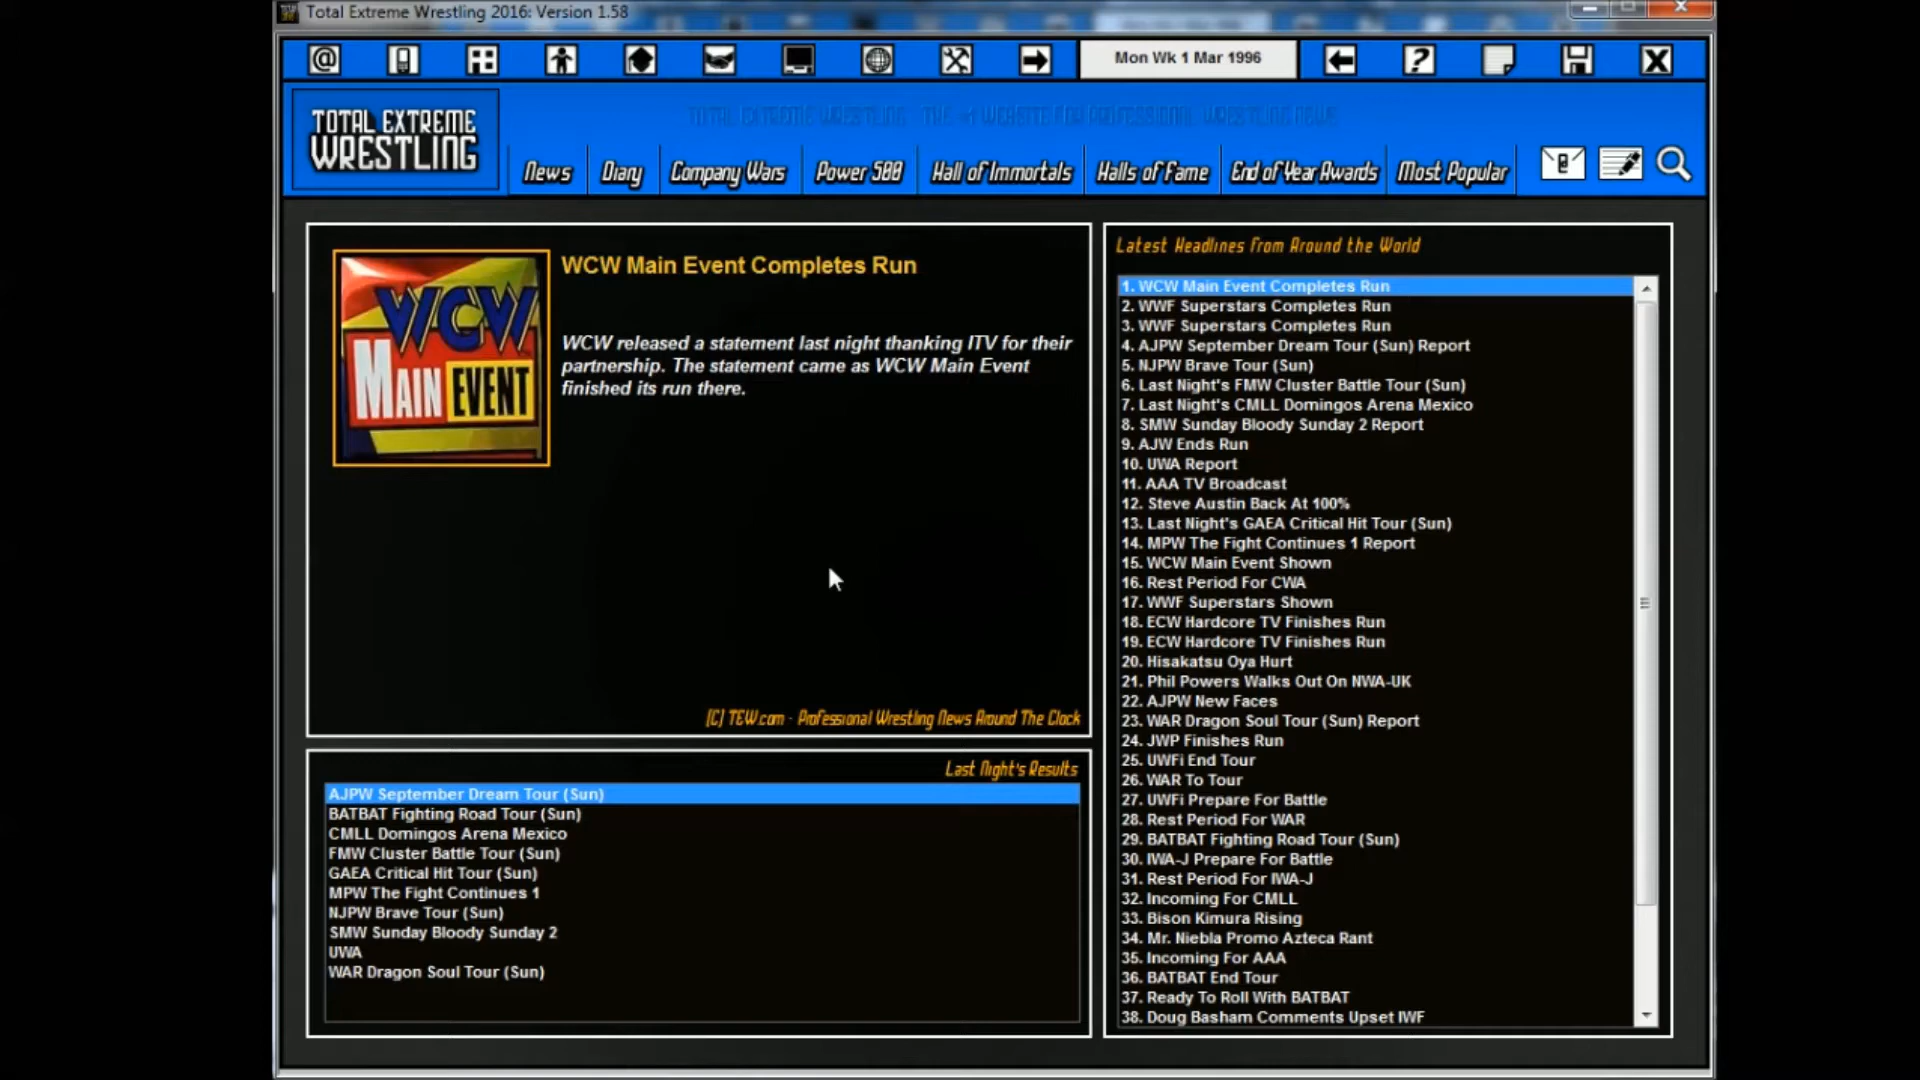 Total Extreme Wrestling 2016: Version 1.58
Mon Wk 1 Mar 1996
TOTAL EXTREME WRESTLING
TOTAL EXTREME WRESTLING - THE #1 WEBSITE FOR PROFESSIONAL WRESTLING NEWS
News
Diary
Company Wars
Power 500
Hall of Immortals
Halls of Fame
End of Year Awards
Most Popular
WCW
MAIN EVENT
WCW Main Event Completes Run
WCW released a statement last night thanking ITV for their
partnership. The statement came as WCW Main Event
finished its run there.
(C) TEW.com - Professional Wrestling News Around The Clock
Last Night's Results
AJPW September Dream Tour (Sun)
BATBAT Fighting Road Tour (Sun)
CMLL Domingos Arena Mexico
FMW Cluster Battle Tour (Sun)
GAEA Critical Hit Tour (Sun)
MPW The Fight Continues 1
NJPW Brave Tour (Sun)
SMW Sunday Bloody Sunday 2
UWA
WAR Dragon Soul Tour (Sun)
Latest Headlines From Around the World
1. WCW Main Event Completes Run
2. WWF Superstars Completes Run
3. WWF Superstars Completes Run
4. AJPW September Dream Tour (Sun) Report
5. NJPW Brave Tour (Sun)
6. Last Night's FMW Cluster Battle Tour (Sun)
7. Last Night's CMLL Domingos Arena Mexico
8. SMW Sunday Bloody Sunday 2 Report
9. AJW Ends Run
10. UWA Report
11. AAA TV Broadcast
12. Steve Austin Back At 100%
13. Last Night's GAEA Critical Hit Tour (Sun)
14. MPW The Fight Continues 1 Report
15. WCW Main Event Shown
16. Rest Period For CWA
17. WWF Superstars Shown
18. ECW Hardcore TV Finishes Run
19. ECW Hardcore TV Finishes Run
20. Hisakatsu Oya Hurt
21. Phil Powers Walks Out On NWA-UK
22. AJPW New Faces
23. WAR Dragon Soul Tour (Sun) Report
24. JWP Finishes Run
25. UWFi End Tour
26. WAR To Tour
27. UWFi Prepare For Battle
28. Rest Period For WAR
29. BATBAT Fighting Road Tour (Sun)
30. IWA-J Prepare For Battle
31. Rest Period For IWA-J
32. Incoming For CMLL
33. Bison Kimura Rising
34. Mr. Niebla Promo Azteca Rant
35. Incoming For AAA
36. BATBAT End Tour
37. Ready To Roll With BATBAT
38. Doug Basham Comments Upset IWF